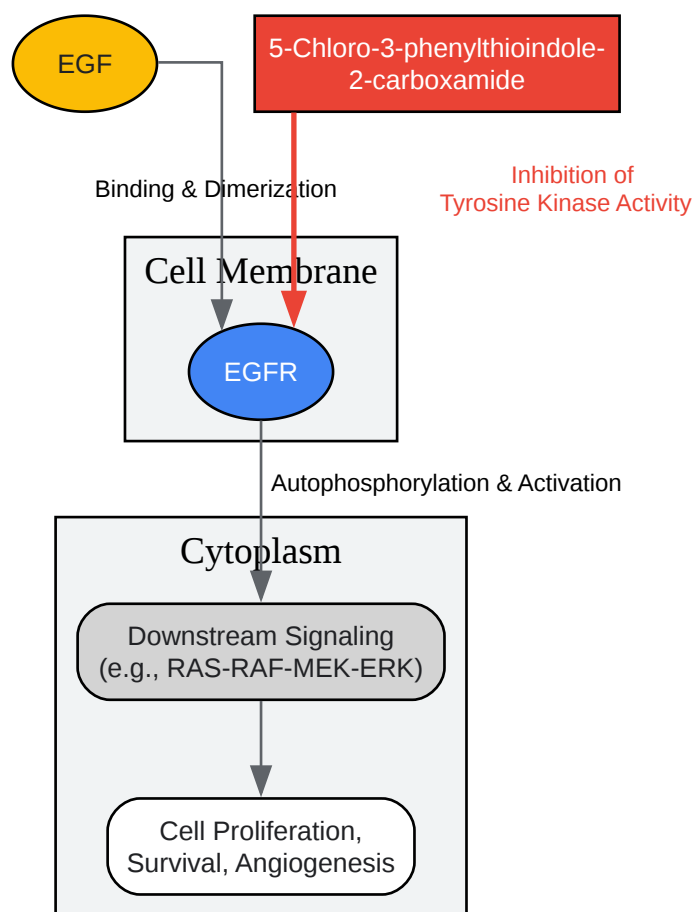 EGF
5-Chloro-3-phenylthioindole-
2-carboxamide
Binding & Dimerization
Inhibition of
Tyrosine Kinase Activity
Cell Membrane
EGFR
Autophosphorylation & Activation
Cytoplasm
Downstream Signaling
(e.g., RAS-RAF-MEK-ERK)
Cell Proliferation,
Survival, Angiogenesis